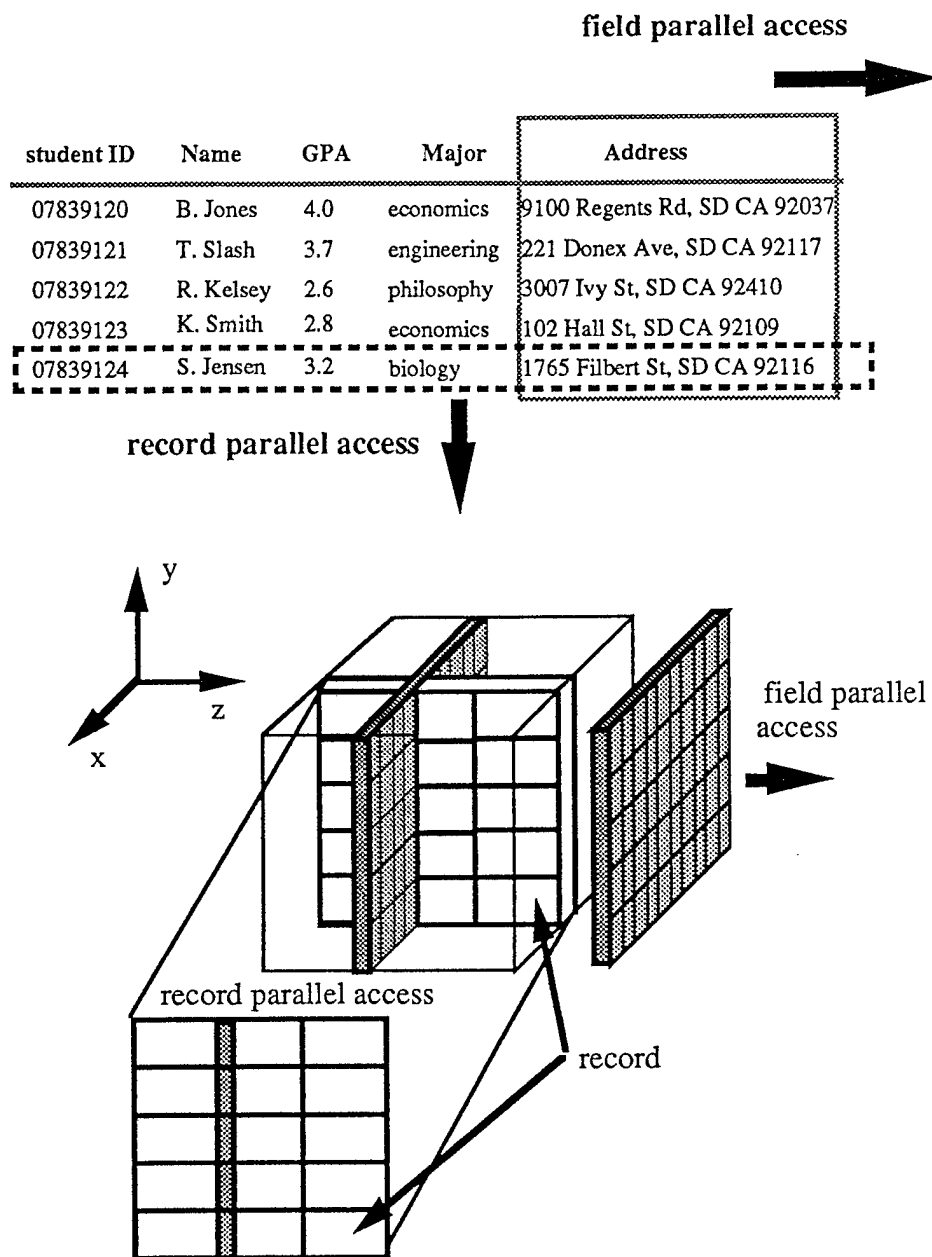 field parallel access
student ID Name GPA Major Address
07839120 B. Jones 4.0 economics 9100 Regents Rd, SD CA 92037
07839121 T. Slash 3.7 engineering 221 Donex Ave, SD CA 92117
07839122 R. Kelsey 2.6 philosophy 3007 Ivy St, SD CA 92410
07839123 K. Smith 2.8 economics 102 Hall St, SD CA 92109
07839124 S. Jensen 3.2 biology 1765 Filbert St, SD CA 92116
record parallel access
y
z
x
field parallel
access
record parallel access
record